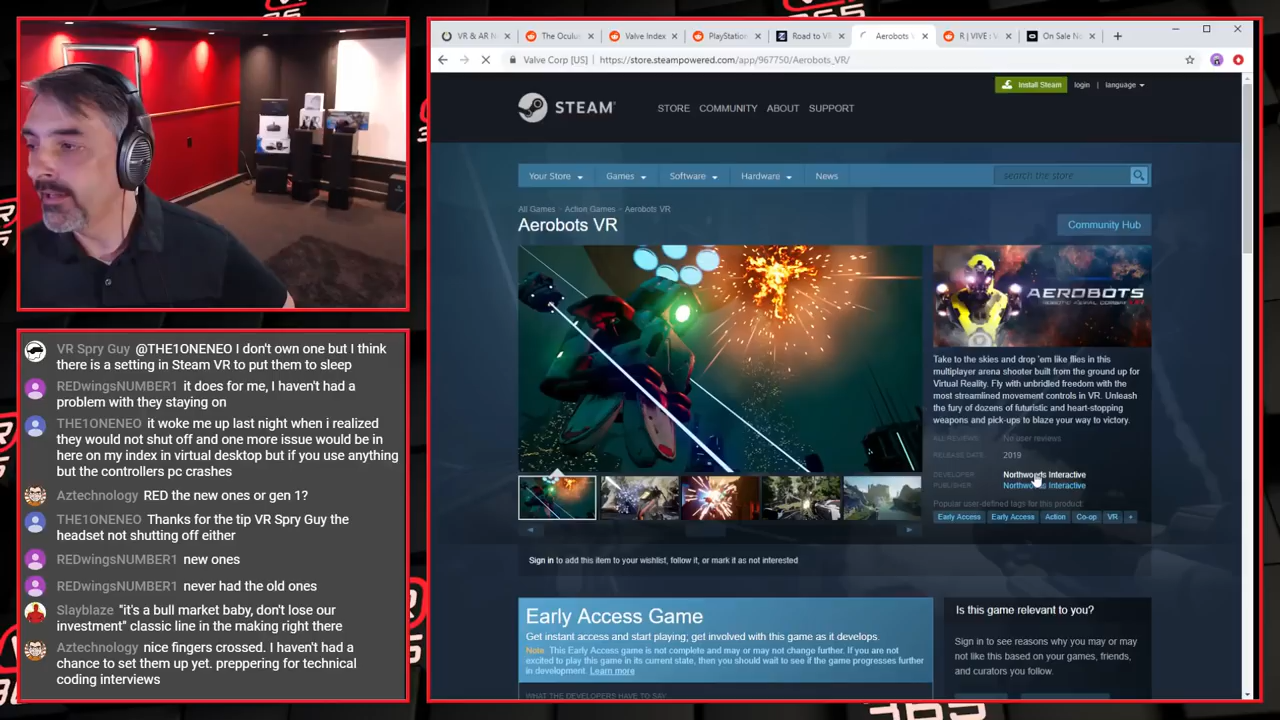 VR Spry Guy @THE1ONENEO I don't own one but I think
there is a setting in Steam VR to put them to sleep
REDwingsNUMBER1 it does for me, I haven't had a
problem with they staying on
THE1ONENEO it woke me up last night when i realized
they would not shut off and one more issue would be in
here on my index in virtual desktop but if you use anything
but the controllers pc crashes
Aztechnology RED the new ones or gen 1?
THE1ONENEO Thanks for the tip VR Spry Guy the
headset not shutting off either
REDwingsNUMBER1 new ones
REDwingsNUMBER1 never had the old ones
Slayblaze "it's a bull market baby, don't lose our
investment" classic line in the making right there
Aztechnology nice fingers crossed. I haven't had a
chance to set them up yet. preppering for technical
coding interviews
VR & AR N
The Oculu
Valve Index
PlayStation
Road to VR
Aerobots V
R | VIVE : V
On Sale No
Valve Corp [US] | https://store.steampowered.com/app/967750/Aerobots_VR/
Install Steam login | language
STEAM
STORE COMMUNITY ABOUT SUPPORT
Your Store Games Software Hardware News search the store
All Games > Action Games > Aerobots VR
Aerobots VR
Community Hub
AEROBOTS
ROBOTIC AERIAL COMBAT VR
Take to the skies and drop 'em like flies in this
multiplayer arena shooter built from the ground up for
Virtual Reality. Fly with unbridled freedom with the
most streamlined movement controls in VR. Unleash
the fury of dozens of futuristic and heart-stopping
weapons and pick-ups to blaze your way to victory.
ALL REVIEWS: No user reviews
RELEASE DATE: 2019
DEVELOPER: Northwoods Interactive
PUBLISHER: Northwoods Interactive
Popular user-defined tags for this product:
Early Access Early Access Action Co-op VR +
Sign in to add this item to your wishlist, follow it, or mark it as not interested
Early Access Game
Get instant access and start playing; get involved with this game as it develops.
Note: This Early Access game is not complete and may or may not change further. If you are not
excited to play this game in its current state, then you should wait to see if the game progresses further
in development. Learn more
WHAT THE DEVELOPERS HAVE TO SAY:
Is this game relevant to you?
Sign in to see reasons why you may or may
not like this based on your games, friends,
and curators you follow.
365